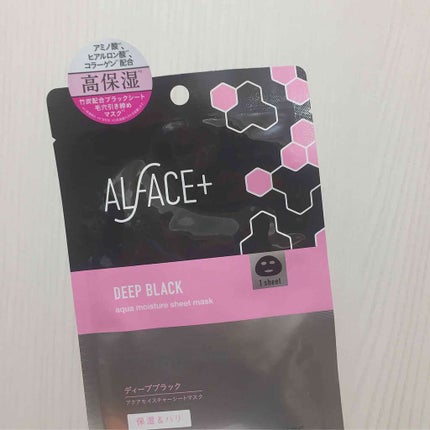 アミノ酸、
ヒアルロン酸、
コラーゲン配合
高保湿
竹炭配合ブラックシート
毛穴引き締め
マスク
ALFACE+
DEEP BLACK
aqua moisture sheet mask
1 sheet
ディープブラック
アクアモイスチャーシートマスク
保湿&ハリ